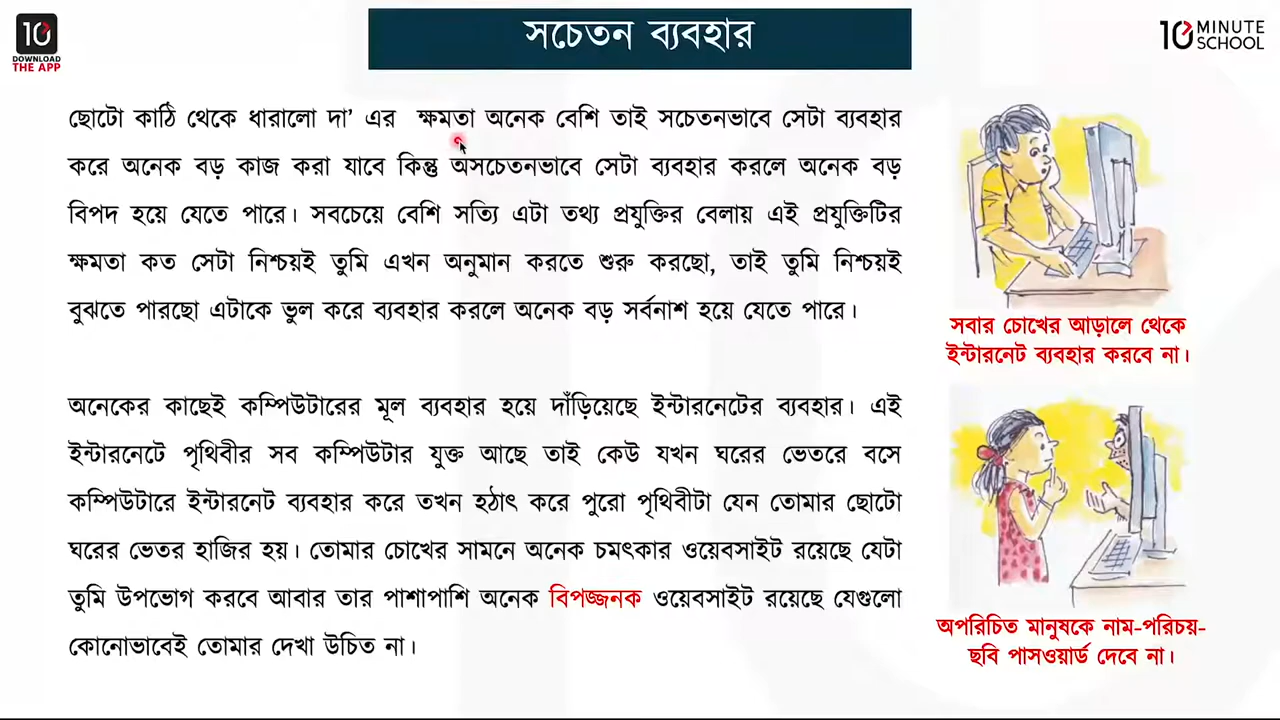 10
DOWNLOAD
THE APP
সচেতন ব্যবহার
10 MINUTE
SCHOOL
ছোটো কাঠি থেকে ধারালো দা’ এর ক্ষমতা অনেক বেশি তাই সচেতনভাবে সেটা ব্যবহার
করে অনেক বড় কাজ করা যাবে কিন্তু অসচেতনভাবে সেটা ব্যবহার করলে অনেক বড়
বিপদ হয়ে যেতে পারে। সবচেয়ে বেশি সত্যি এটা তথ্য প্রযুক্তির বেলায় এই প্রযুক্তিটির
ক্ষমতা কত সেটা নিশ্চয়ই তুমি এখন অনুমান করতে শুরু করছো, তাই তুমি নিশ্চয়ই
বুঝতে পারছো এটাকে ভুল করে ব্যবহার করলে অনেক বড় সর্বনাশ হয়ে যেতে পারে।
অনেকের কাছেই কম্পিউটারের মূল ব্যবহার হয়ে দাঁড়িয়েছে ইন্টারনেটের ব্যবহার। এই
ইন্টারনেটে পৃথিবীর সব কম্পিউটার যুক্ত আছে তাই কেউ যখন ঘরের ভেতরে বসে
কম্পিউটারে ইন্টারনেট ব্যবহার করে তখন হঠাৎ করে পুরো পৃথিবীটা যেন তোমার ছোটো
ঘরের ভেতর হাজির হয়। তোমার চোখের সামনে অনেক চমৎকার ওয়েবসাইট রয়েছে যেটা
তুমি উপভোগ করবে আবার তার পাশাপাশি অনেক বিপজ্জনক ওয়েবসাইট রয়েছে যেগুলো
কোনোভাবেই তোমার দেখা উচিত না।
সবার চোখের আড়ালে থেকে
ইন্টারনেট ব্যবহার করবে না।
অপরিচিত মানুষকে নাম-পরিচয়-
ছবি পাসওয়ার্ড দেবে না।